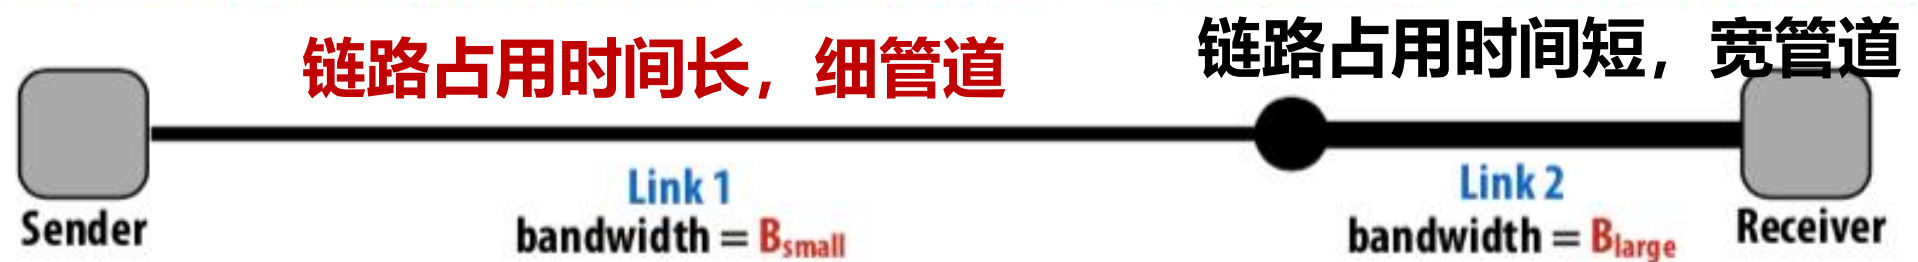 链路占用时间长，细管道
链路占用时间短，宽管道
Sender
Link 1
bandwidth = Bsmall
Link 2
bandwidth = Blarge
Receiver